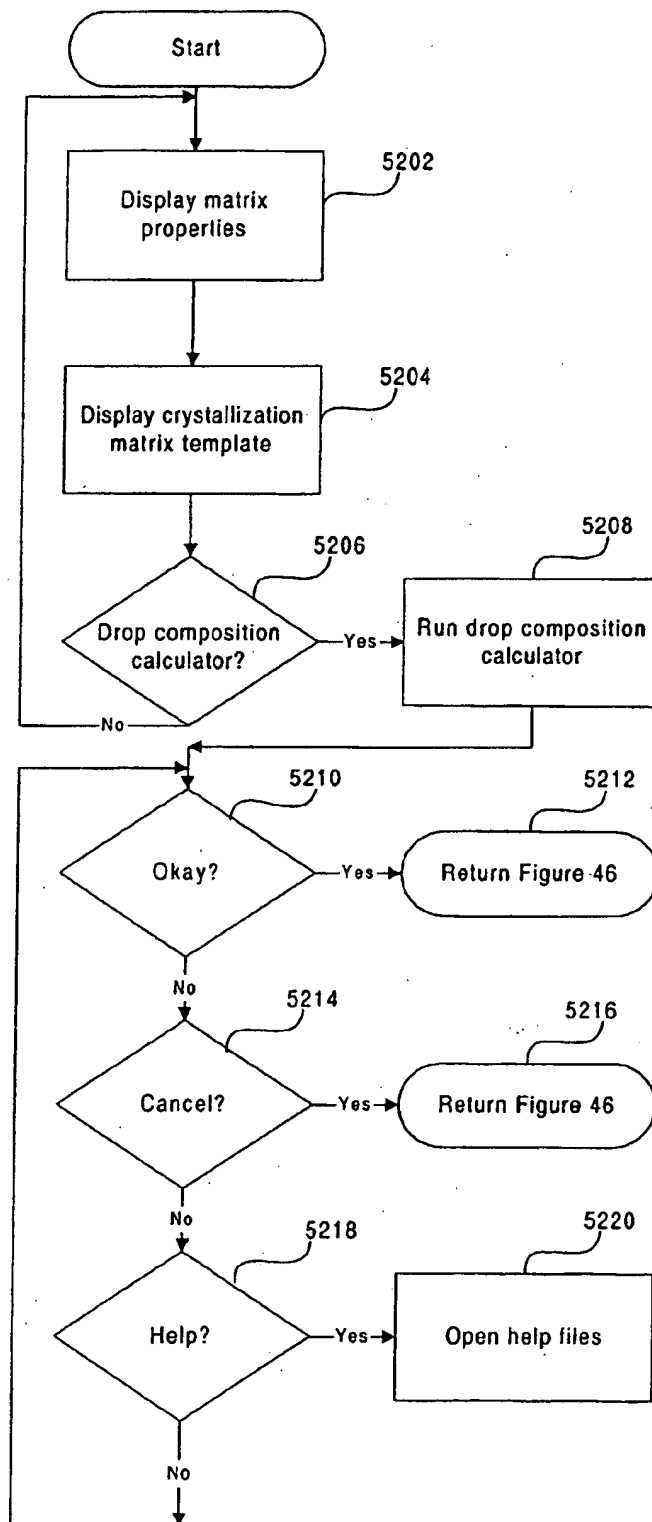 Start
5202
Display matrix
properties
5204
Display crystallization
matrix template
5206
5208
Drop composition
calculator?
Yes
Run drop composition
calculator
No
5210
5212
Okay?
Yes
Return Figure 46
No
5214
5216
Cancel?
Yes
Return Figure 46
No
5218
5220
Help?
Yes
Open help files
No